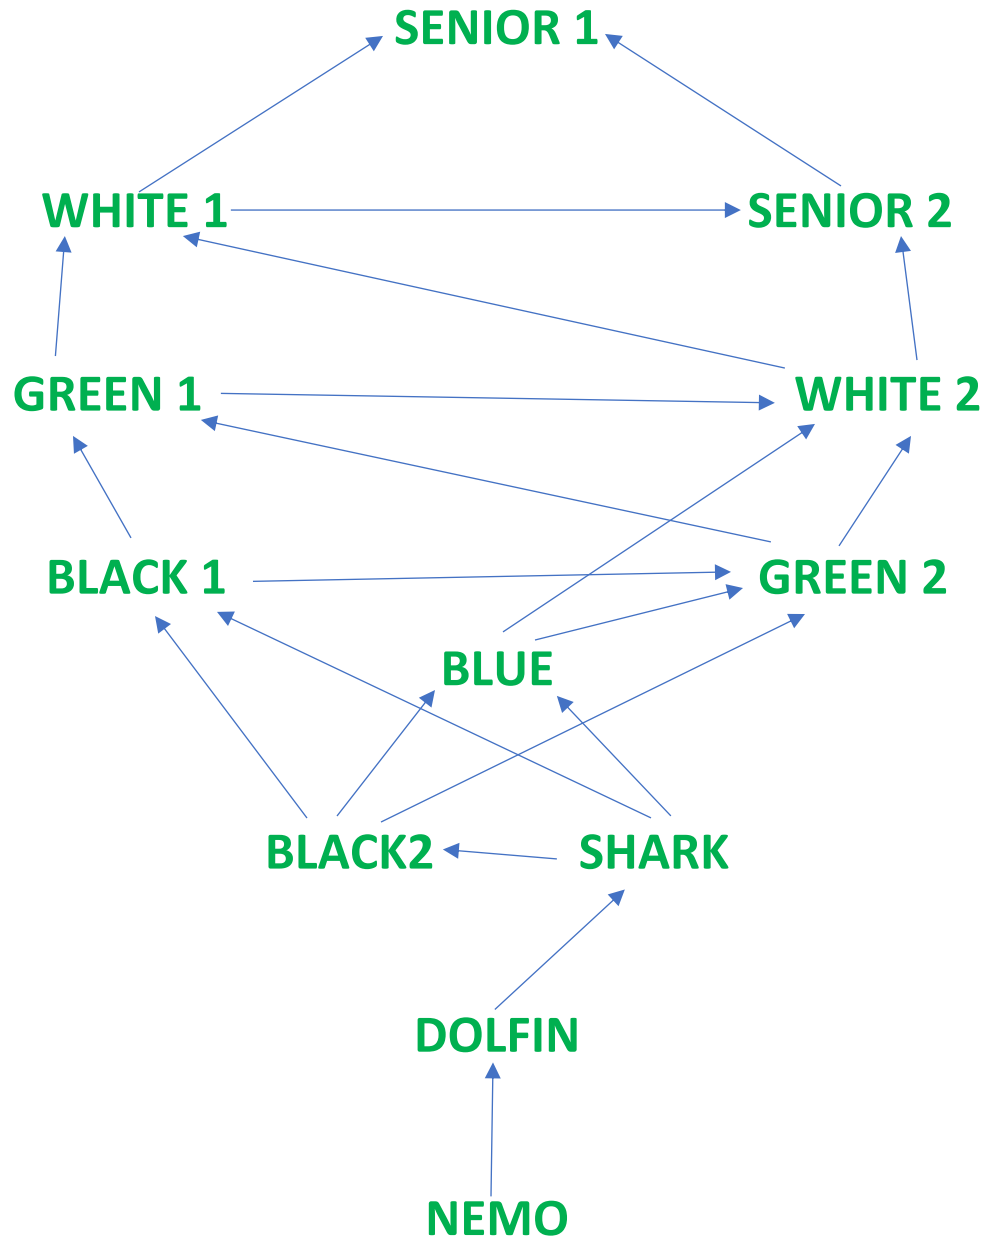 SENIOR 1
WHITE 1
SENIOR 2
GREEN 1
WHITE 2
BLACK 1
GREEN 2
BLUE
BLACK2
SHARK
DOLFIN
NEMO